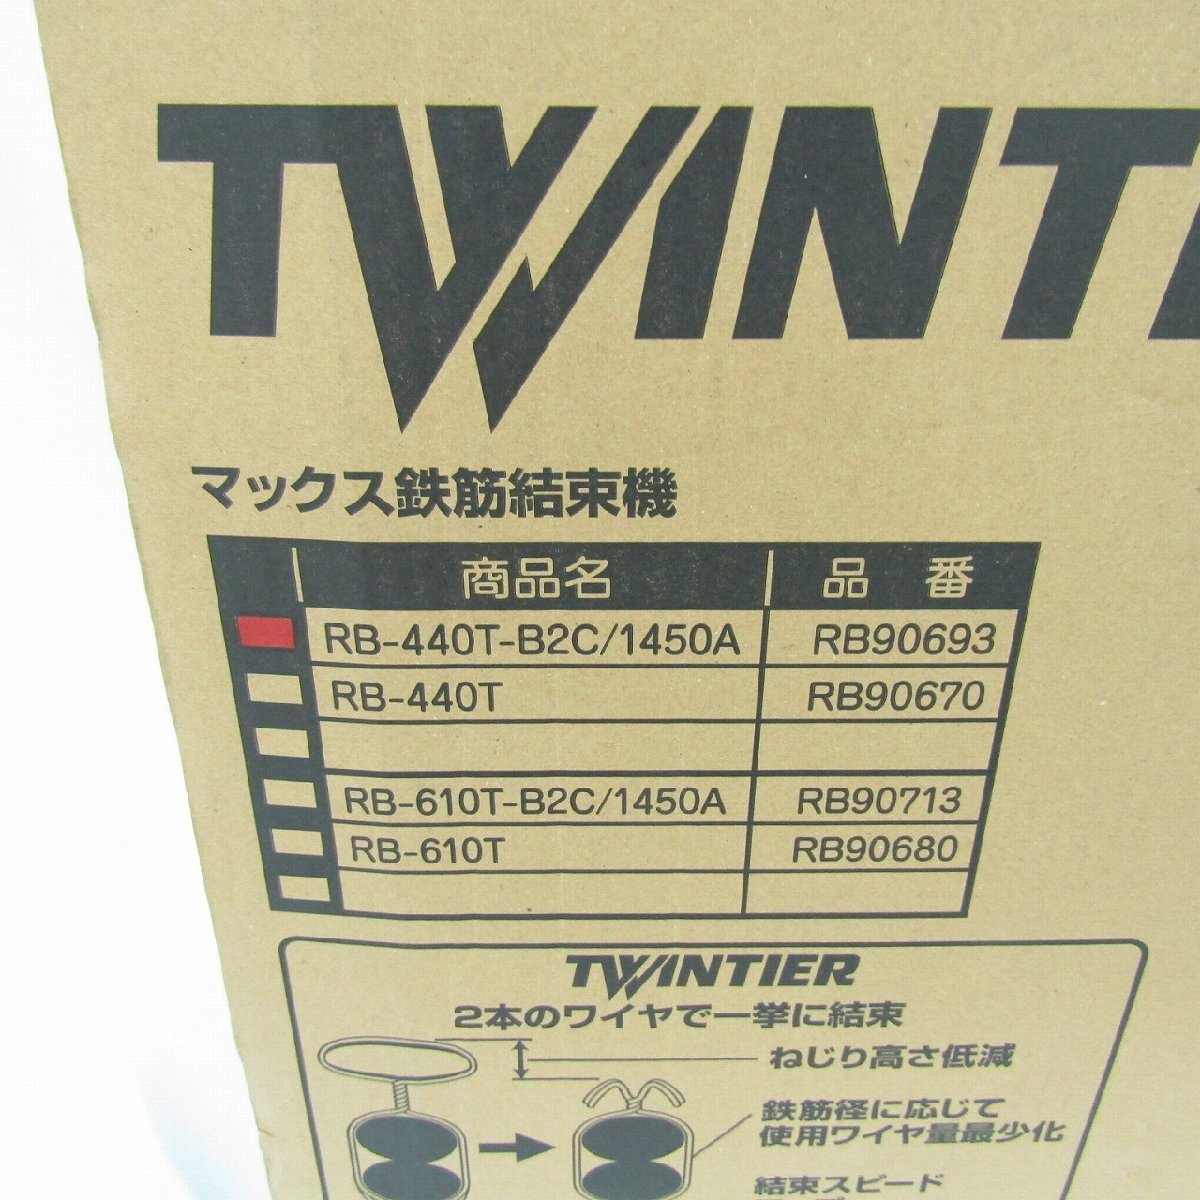 TWINTI
マックス鉄筋結束機
商品名 品番
RB-440T-B2C/1450A RB90693
RB-440T RB90670
RB-610T-B2C/1450A RB90713
RB-610T RB90680
TWINTIER
2本のワイヤで一挙に結束
ねじり高さ低減
鉄筋径に応じて
使用ワイヤ量最少化
結束スピード